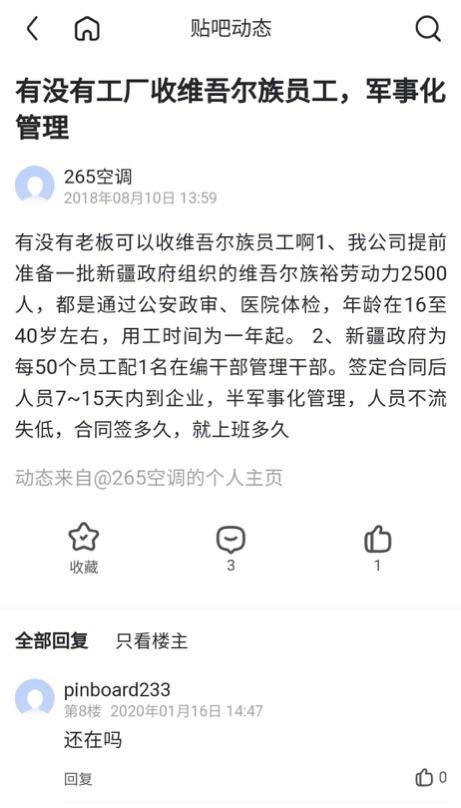 贴吧动态
有没有工厂收维吾尔族员工，军事化
管理
265空调
2018年08月10日 13:59
有没有老板可以收维吾尔族员工啊1、我公司提前
准备一批新疆政府组织的维吾尔族裕劳动力2500
人，都是通过公安政审、医院体检，年龄在16至
40岁左右，用工时间为一年起。 2、新疆政府为
每50个员工配1名在编干部管理干部。签定合同后
人员7~15天内到企业，半军事化管理，人员不流
失低，合同签多久，就上班多久
动态来自@265空调的个人主页
收藏 3 1
全部回复 只看楼主
pinboard233
第8楼 2020年01月16日 14:47
还在吗
回复 0